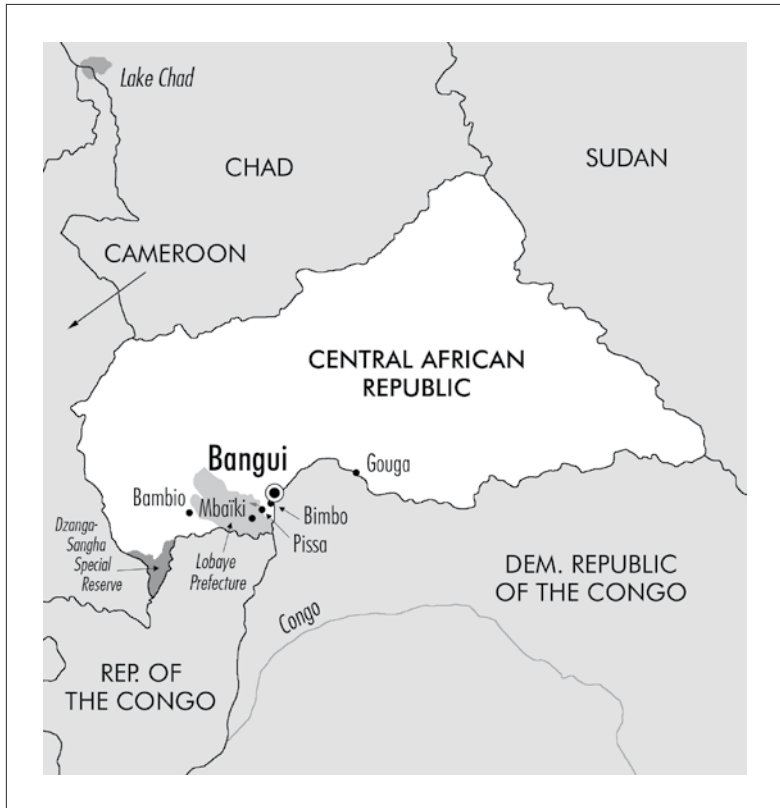 Lake Chad
CHAD
SUDAN
CAMEROON
CENTRAL AFRICAN
REPUBLIC
Bangui
Gouga
Bambio
Mbaïki
Bimbo
Pissa
Dzanga-
Sangha
Special
Reserve
Lobaye
Prefecture
DEM. REPUBLIC
OF THE CONGO
Congo
REP. OF
THE CONGO